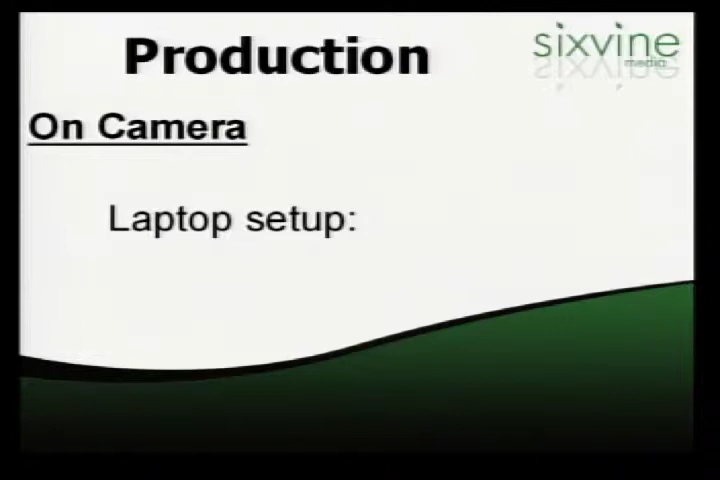 Production
sixvine
media
On Camera
Laptop setup: